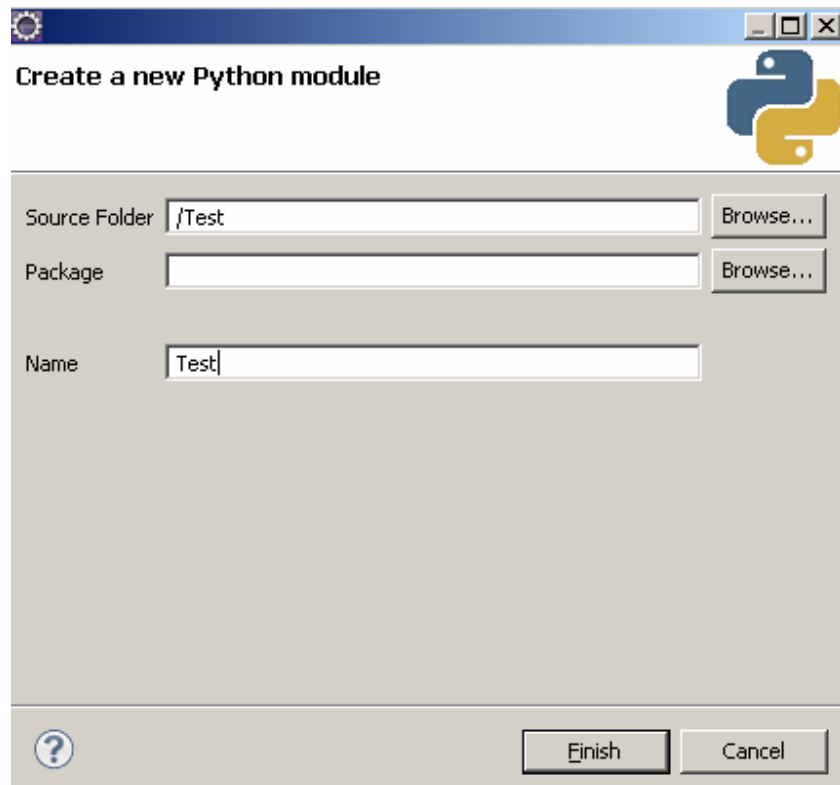 Create a new Python module
Source Folder /Test Browse...
Package Browse...
Name Test
? Finish Cancel